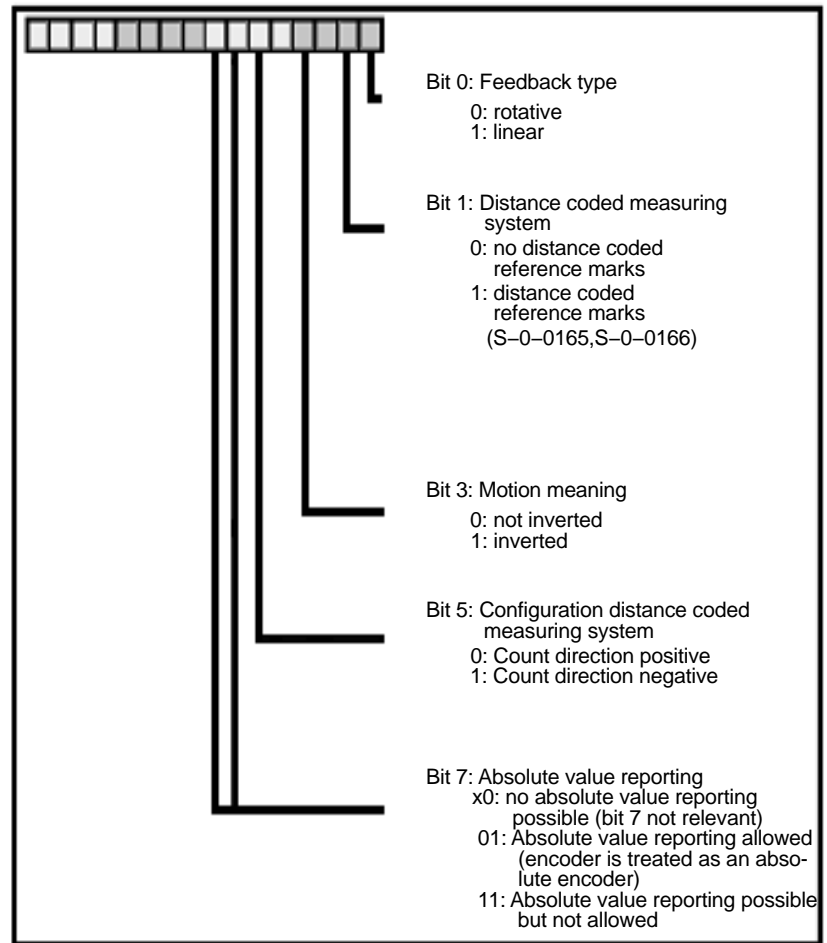 Bit 0: Feedback type
0: rotative
1: linear
Bit 1: Distance coded measuring
system
0: no distance coded
reference marks
1: distance coded
reference marks
(S–0–0165,S–0–0166)
Bit 3: Motion meaning
0: not inverted
1: inverted
Bit 5: Configuration distance coded
measuring system
0: Count direction positive
1: Count direction negative
Bit 7: Absolute value reporting
x0: no absolute value reporting
possible (bit 7 not relevant)
01: Absolute value reporting allowed
(encoder is treated as an abso-
lute encoder)
11: Absolute value reporting possible
but not allowed